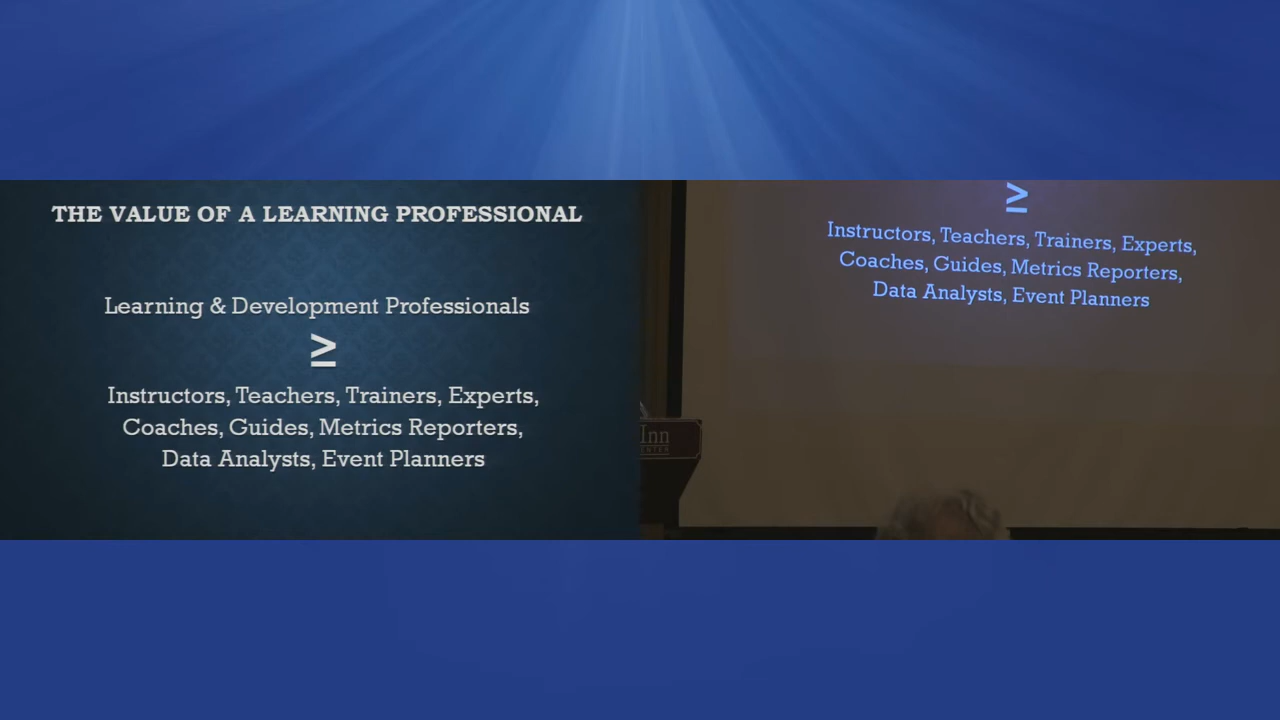 THE VALUE OF A LEARNING PROFESSIONAL
Learning & Development Professionals
≥
Instructors, Teachers, Trainers, Experts,
Coaches, Guides, Metrics Reporters,
Data Analysts, Event Planners
≥
Instructors, Teachers, Trainers, Experts,
Coaches, Guides, Metrics Reporters,
Data Analysts, Event Planners
Inn